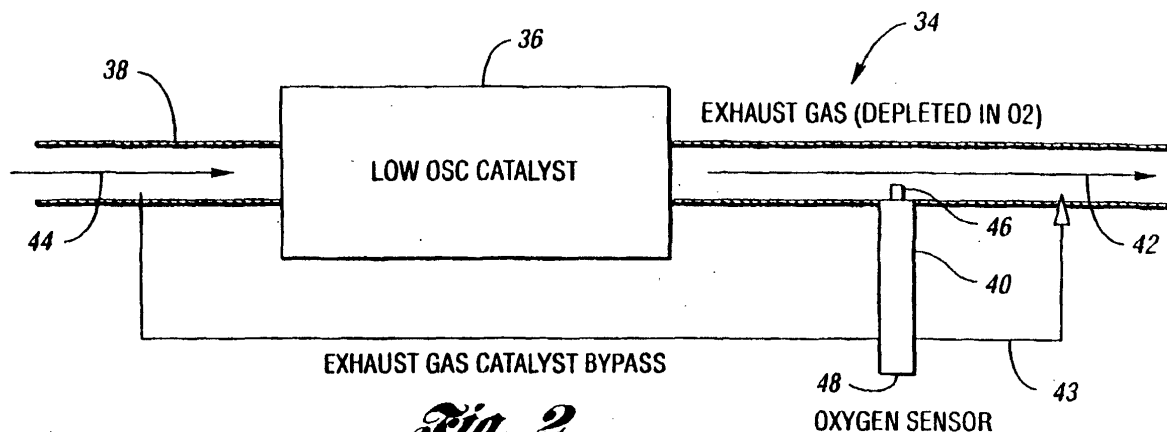 34
36
38
EXHAUST GAS (DEPLETED IN O2)
LOW OSC CATALYST
44
46
42
40
EXHAUST GAS CATALYST BYPASS
48
43
Fig. 2
OXYGEN SENSOR